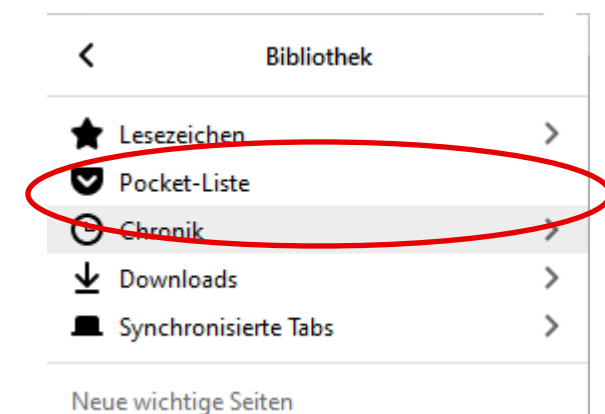 Bibliothek
Lesezeichen
Pocket-Liste
Chronik
Downloads
Synchronisierte Tabs
Neue wichtige Seiten